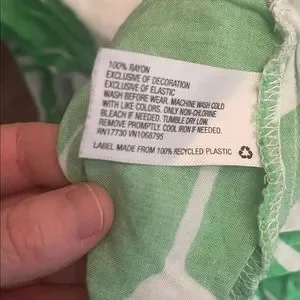 100% RAYON
EXCLUSIVE OF DECORATION
EXCLUSIVE OF ELASTIC
WASH BEFORE WEAR. MACHINE WASH COLD
WITH LIKE COLORS. ONLY NON-CHLORINE
BLEACH IF NEEDED. TUMBLE DRY LOW.
REMOVE PROMPTLY. COOL IRON IF NEEDED.
RN17730 VN1068795
LABEL MADE FROM 100% RECYCLED PLASTIC